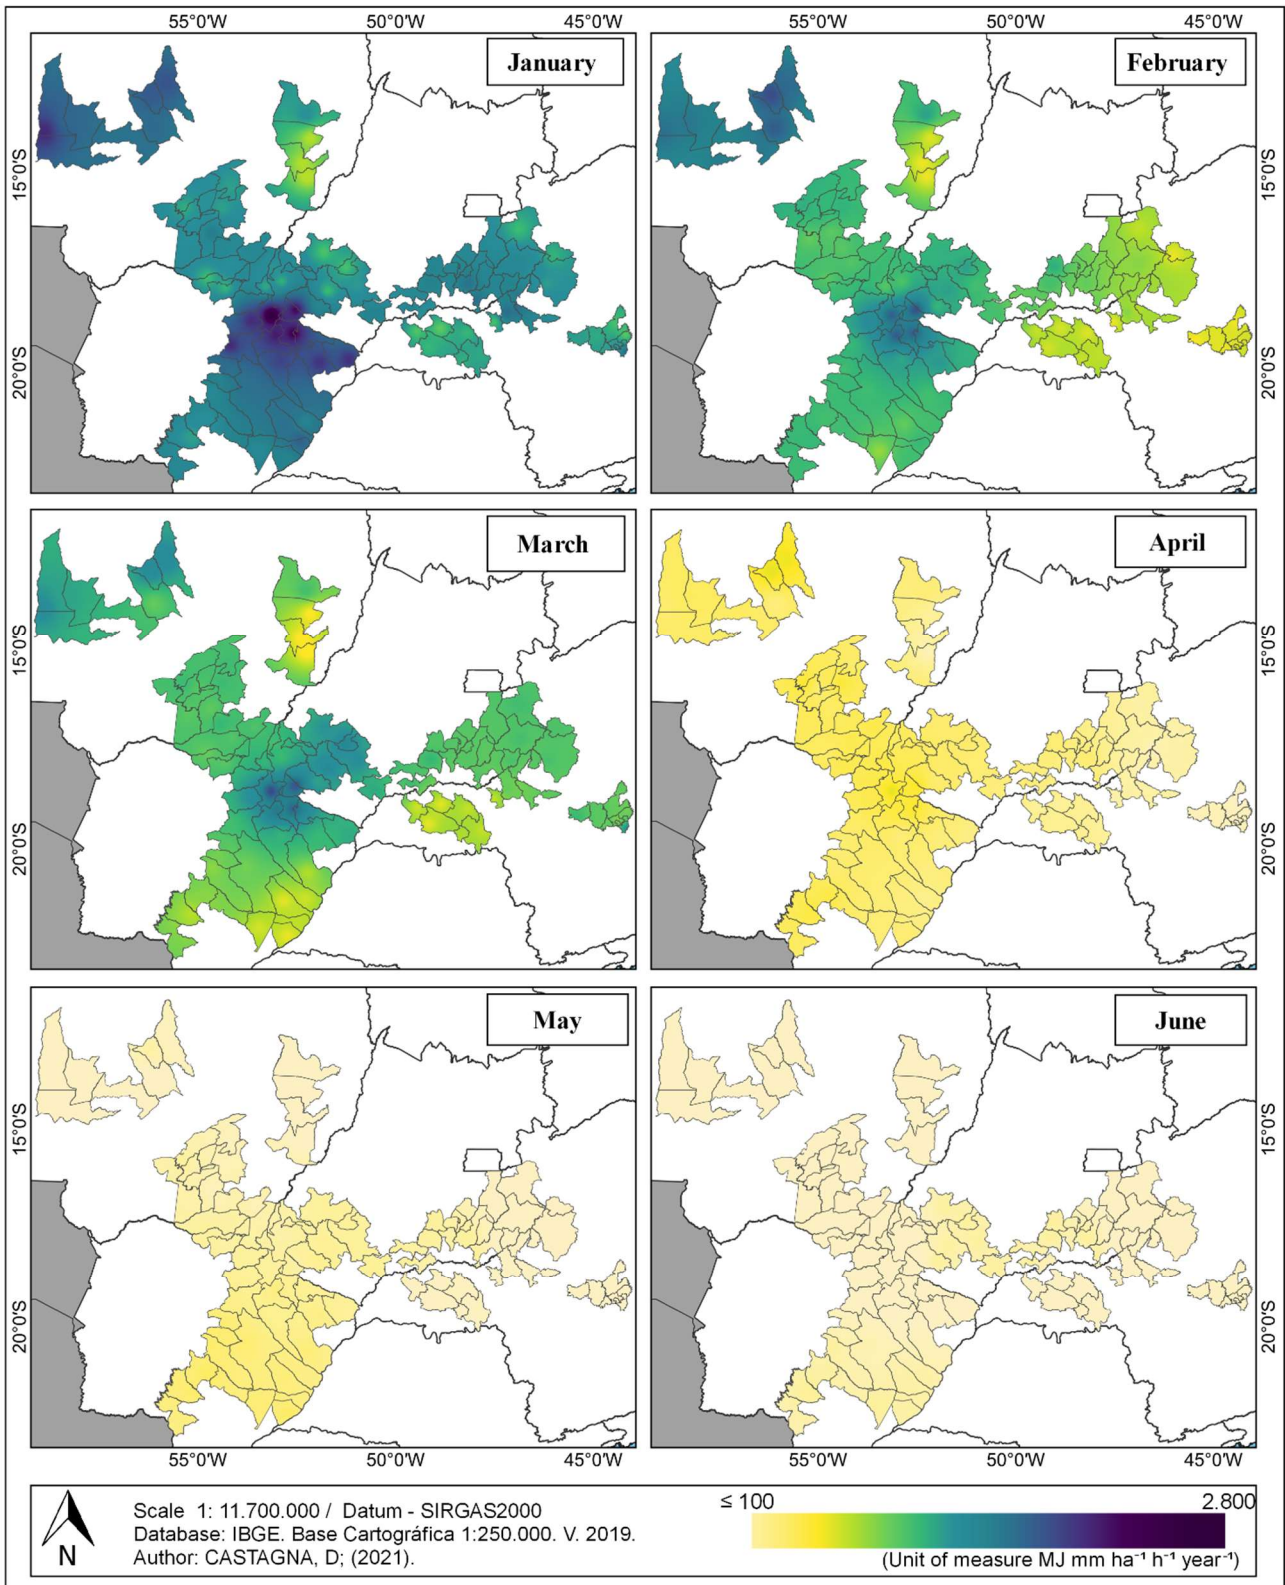 55°0'W 50°0'W 45°0'W 55°0'W 50°0'W 45°0'W
January February
15°0'S 15°0'S
20°0'S 20°0'S
March April
15°0'S 15°0'S
20°0'S 20°0'S
May June
15°0'S 15°0'S
20°0'S 20°0'S
55°0'W 50°0'W 45°0'W 55°0'W 50°0'W 45°0'W
N
Scale 1: 11.700.000 / Datum - SIRGAS2000
Database: IBGE. Base Cartográfica 1:250.000. V. 2019.
Author: CASTAGNA, D; (2021).
≤ 100 2.800
(Unit of measure MJ mm ha⁻¹ h⁻¹ year⁻¹)